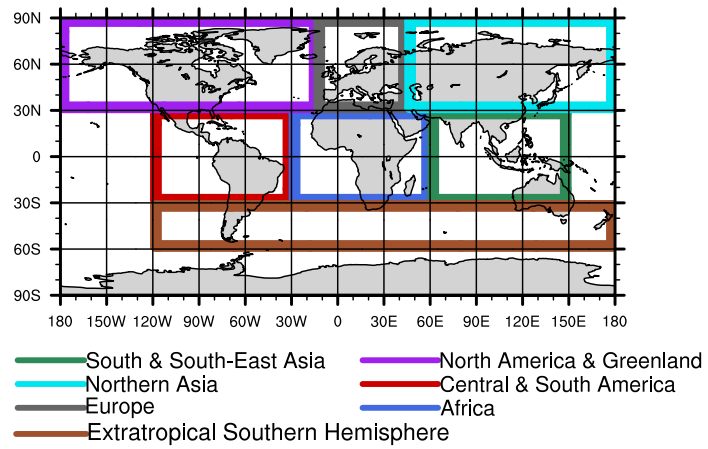 90N
60N
30N
0
30S
60S
90S
180 150W 120W 90W 60W 30W 0 30E 60E 90E 120E 150E 180
South & South-East Asia North America & Greenland
Northern Asia Central & South America
Europe Africa
Extratropical Southern Hemisphere